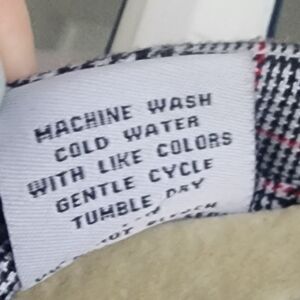 MACHINE WASH
COLD WATER
WITH LIKE COLORS
GENTLE CYCLE
TUMBLE DRY